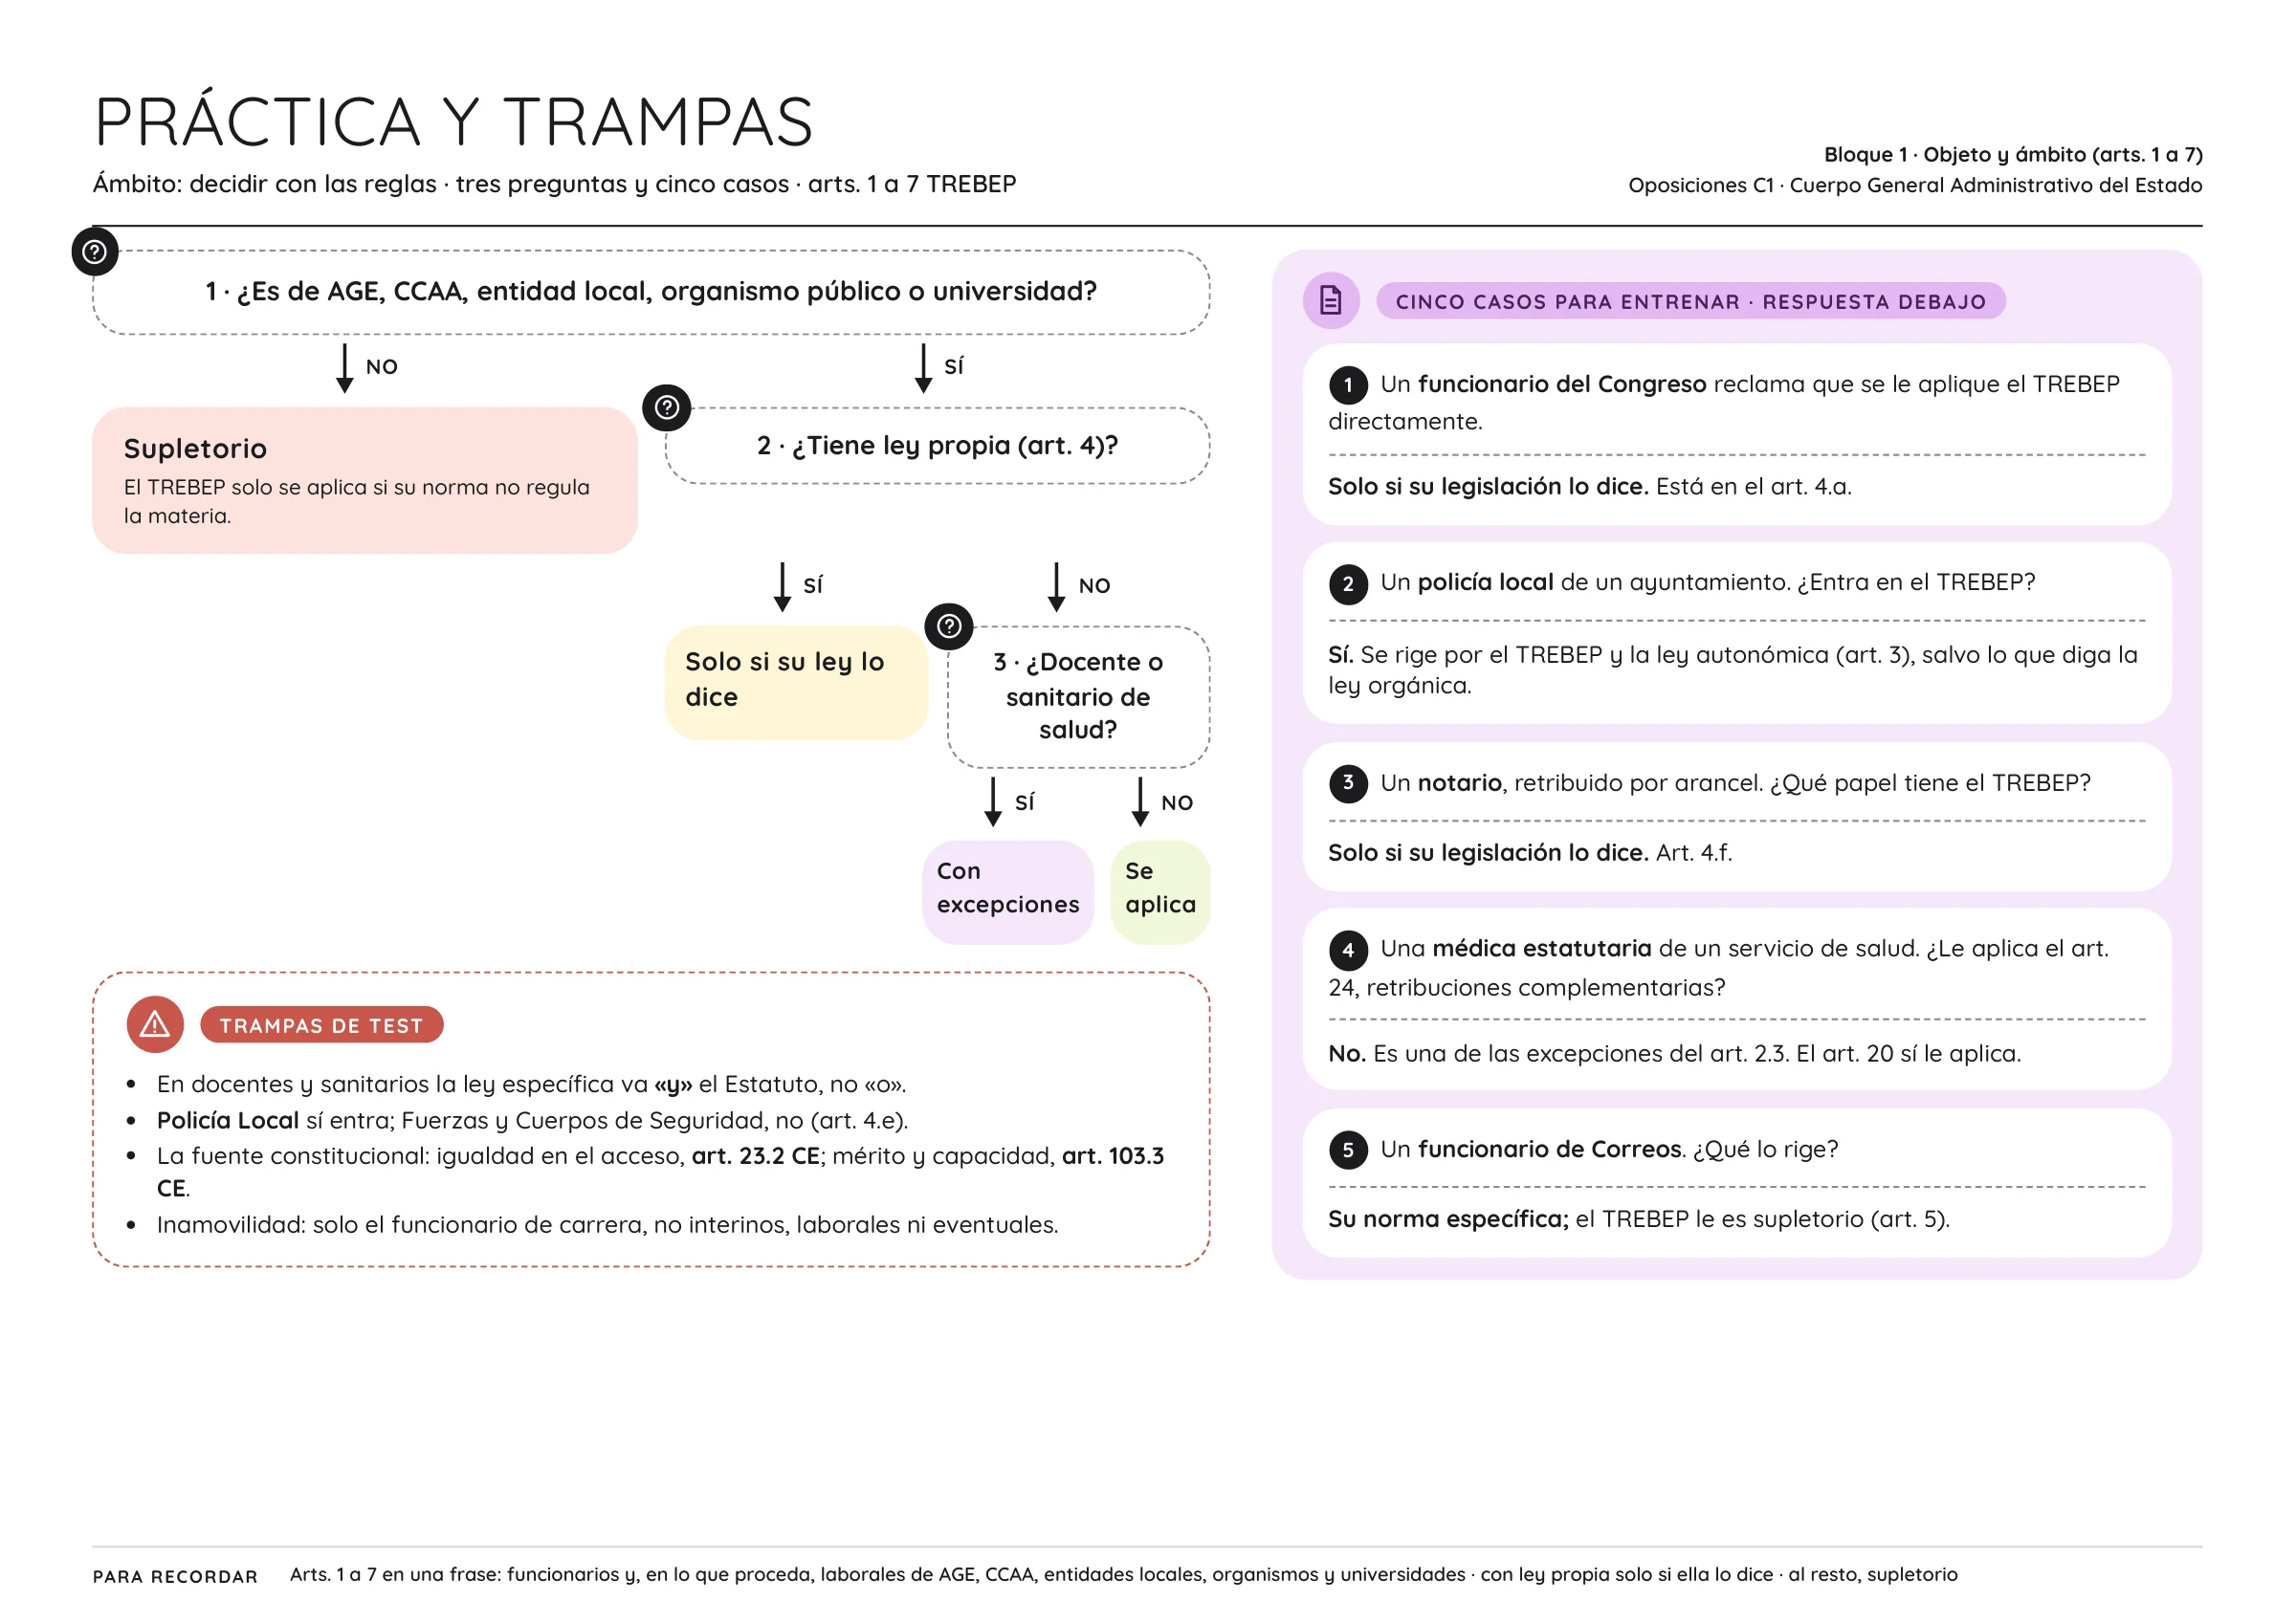 PRÁCTICA Y TRAMPAS
Ámbito: decidir con las reglas · tres preguntas y cinco casos · arts. 1 a 7 TREBEP
Bloque 1 · Objeto y ámbito (arts. 1 a 7)
Oposiciones C1 · Cuerpo General Administrativo del Estado
1 · ¿Es de AGE, CCAA, entidad local, organismo público o universidad?
NO
SÍ
Supletorio
El TREBEP solo se aplica si su norma no regula
la materia.
2 · ¿Tiene ley propia (art. 4)?
SÍ
NO
Solo si su ley lo
dice
3 · ¿Docente o
sanitario de
salud?
SÍ
NO
Con
excepciones
Se
aplica
TRAMPAS DE TEST
• En docentes y sanitarios la ley específica va «y» el Estatuto, no «o».
• Policía Local sí entra; Fuerzas y Cuerpos de Seguridad, no (art. 4.e).
• La fuente constitucional: igualdad en el acceso, art. 23.2 CE; mérito y capacidad, art. 103.3
CE.
• Inamovilidad: solo el funcionario de carrera, no interinos, laborales ni eventuales.
CINCO CASOS PARA ENTRENAR · RESPUESTA DEBAJO
1 Un funcionario del Congreso reclama que se le aplique el TREBEP
directamente.
Solo si su legislación lo dice. Está en el art. 4.a.
2 Un policía local de un ayuntamiento. ¿Entra en el TREBEP?
Sí. Se rige por el TREBEP y la ley autonómica (art. 3), salvo lo que diga la
ley orgánica.
3 Un notario, retribuido por arancel. ¿Qué papel tiene el TREBEP?
Solo si su legislación lo dice. Art. 4.f.
4 Una médica estatutaria de un servicio de salud. ¿Le aplica el art.
24, retribuciones complementarias?
No. Es una de las excepciones del art. 2.3. El art. 20 sí le aplica.
5 Un funcionario de Correos. ¿Qué lo rige?
Su norma específica; el TREBEP le es supletorio (art. 5).
PARA RECORDAR Arts. 1 a 7 en una frase: funcionarios y, en lo que proceda, laborales de AGE, CCAA, entidades locales, organismos y universidades · con ley propia solo si ella lo dice · al resto, supletorio